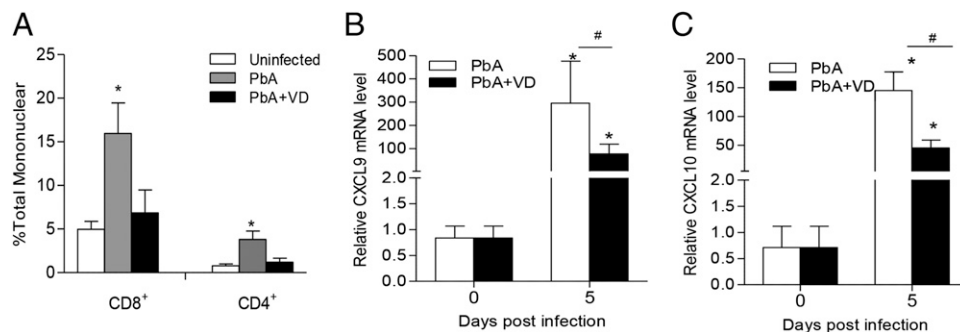 A
%Total Mononuclear
25
20
15
10
5
0
Uninfected
PbA
PbA+VD
*
*
CD8⁺
CD4⁺
B
Relative CXCL9 mRNA level
500
400
300
200
100
2.0
1.5
1.0
0.5
0.0
PbA
PbA+VD
#
*
*
0
5
Days post infection
C
Relative CXCL10 mRNA level
200
150
100
50
2.0
1.5
1.0
0.5
0.0
PbA
PbA+VD
#
*
*
0
5
Days post infection